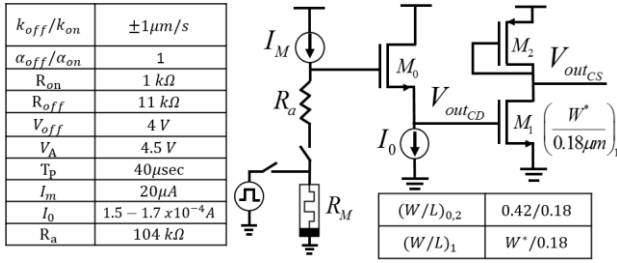 k_off/k_on ±1μm/s
α_off/α_on 1
R_on 1 kΩ
R_off 11 kΩ
V_off 4 V
V_A 4.5 V
T_P 40μsec
I_m 20μA
I_0 1.5 − 1.7 x10⁻⁴A
R_a 104 kΩ
I_M
R_a
R_M
M_0
V_out_CD
I_0
M_2
V_out_CS
M_1 (W*/0.18μm)_1
(W/L)_0,2 0.42/0.18
(W/L)_1 W*/0.18